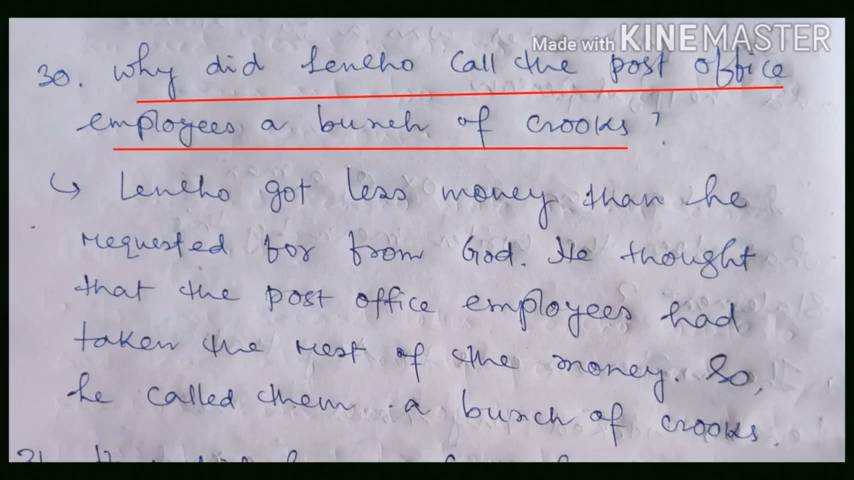 Made with KINEMASTER
30. Why did Lencho call the post office
employees a bunch of crooks?
↳ Lencho got less money than he
requested for from God. He thought
that the post office employees had
taken the rest of the money. So,
he called them a bunch of crooks.
31.